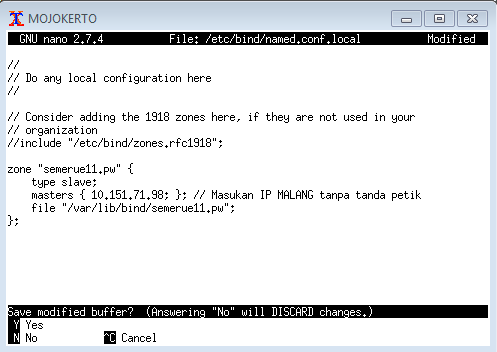 MOJOKERTO
GNU nano 2.7.4 File: /etc/bind/named.conf.local Modified
//
// Do any local configuration here
//
// Consider adding the 1918 zones here, if they are not used in your
// organization
//include "/etc/bind/zones.rfc1918";
zone "semerue11.pw" {
    type slave;
    masters { 10.151.71.98; }; // Masukan IP MALANG tanpa tanda petik
    file "/var/lib/bind/semerue11.pw";
};
Save modified buffer?  (Answering "No" will DISCARD changes.)
Y Yes
N No ^C Cancel